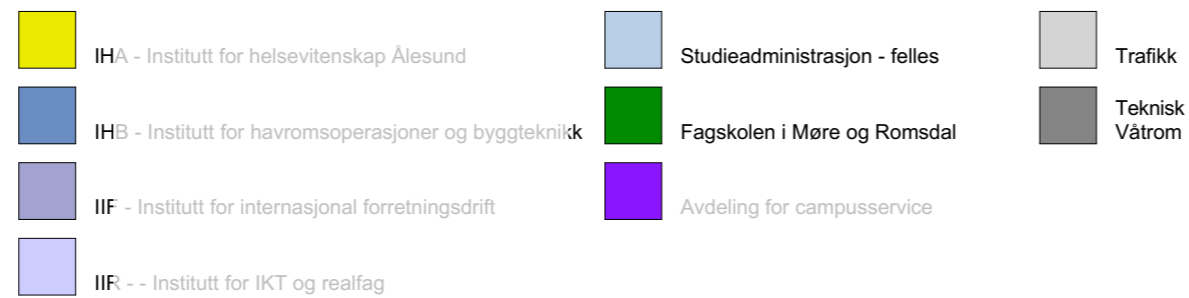 IHA - Institutt for helsevitenskap Ålesund
IHB - Institutt for havromsoperasjoner og byggteknikk
IIF - Institutt for internasjonal forretningsdrift
IIR - - Institutt for IKT og realfag
Studieadministrasjon - felles
Fagskolen i Møre og Romsdal
Avdeling for campusservice
Trafikk
Teknisk
Våtrom